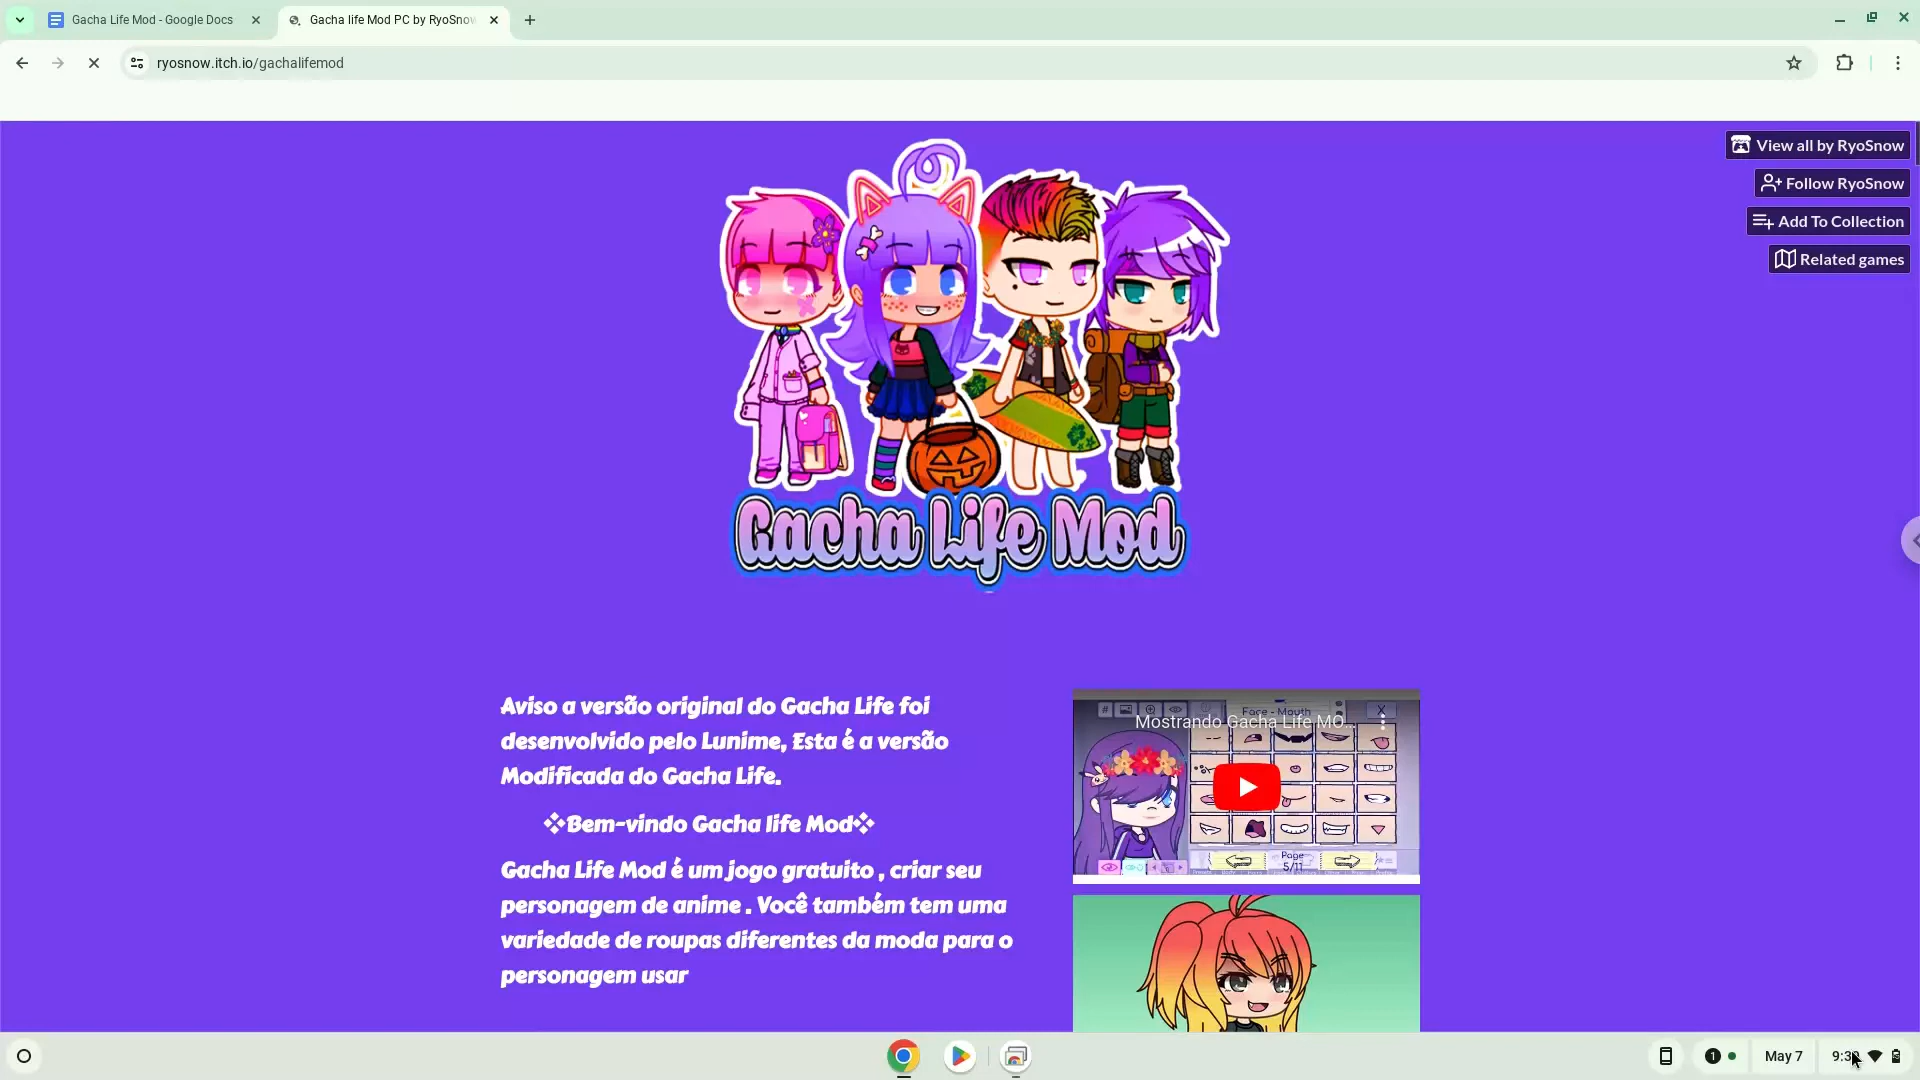 Gacha Life Mod - Google Docs
Gacha life Mod PC by RyoSnow
ryosnow.itch.io/gachalifemod
View all by RyoSnow
Follow RyoSnow
Add To Collection
Related games
Gacha Life Mod
Aviso a versão original do Gacha Life foi
desenvolvido pelo Lunime, Esta é a versão
Modificada do Gacha Life.
❖Bem-vindo Gacha life Mod❖
Gacha Life Mod é um jogo gratuito , criar seu
personagem de anime . Você também tem uma
variedade de roupas diferentes da moda para o
personagem usar
Face - Mouth
X
Mostrando Gacha Life MO...
Page
5/11
1
May 7